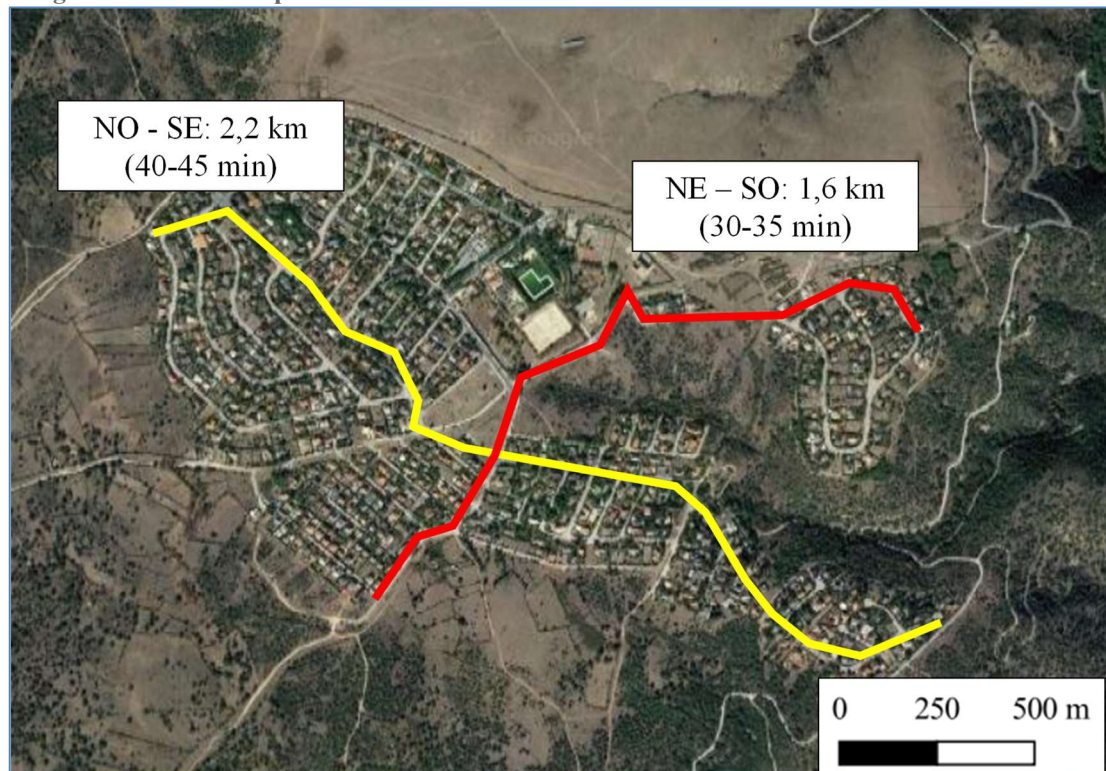 NO - SE: 2,2 km
(40-45 min)
NE – SO: 1,6 km
(30-35 min)
0 250 500 m